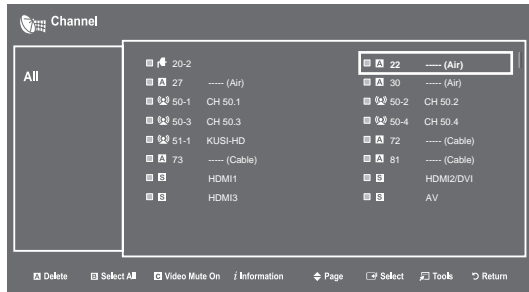 Channel
All
20-2
A 22 ----- (Air)
A 27 ----- (Air)
A 30 ----- (Air)
50-1 CH 50.1
50-2 CH 50.2
50-3 CH 50.3
50-4 CH 50.4
51-1 KUSI-HD
A 72 ----- (Cable)
A 73 ----- (Cable)
A 81 ----- (Cable)
S HDMI1
S HDMI2/DVI
S HDMI3
S AV
A Delete B Select All C Video Mute On i Information Page Select Tools Return